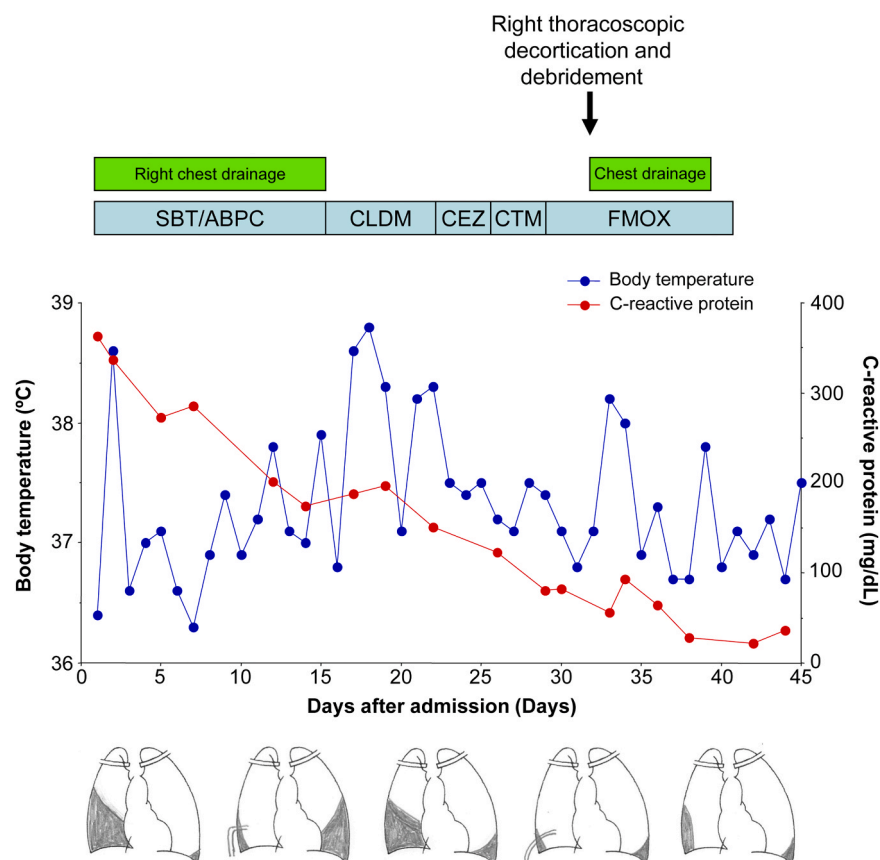 Right thoracoscopic
decortication and
debridement
Right chest drainage
Chest drainage
SBT/ABPC
CLDM
CEZ
CTM
FMOX
Body temperature
C-reactive protein
39
38
37
36
Body temperature (ºC)
400
300
200
100
0
C-reactive protein (mg/dL)
0
5
10
15
20
25
30
35
40
45
Days after admission (Days)